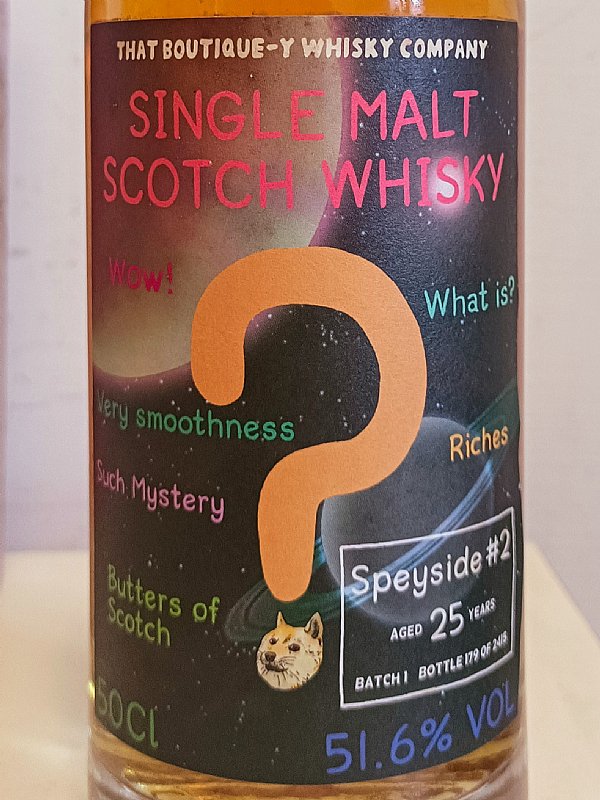 THAT BOUTIQUE-Y WHISKY COMPANY
SINGLE MALT
SCOTCH WHISKY
Wow!
What is?
Very smoothness
Riches
Such Mystery
Speyside #2
Butters of
Scotch
AGED 25 YEARS
BATCH 1 BOTTLE 179 OF 2415
50Cl
51.6% VOL
?